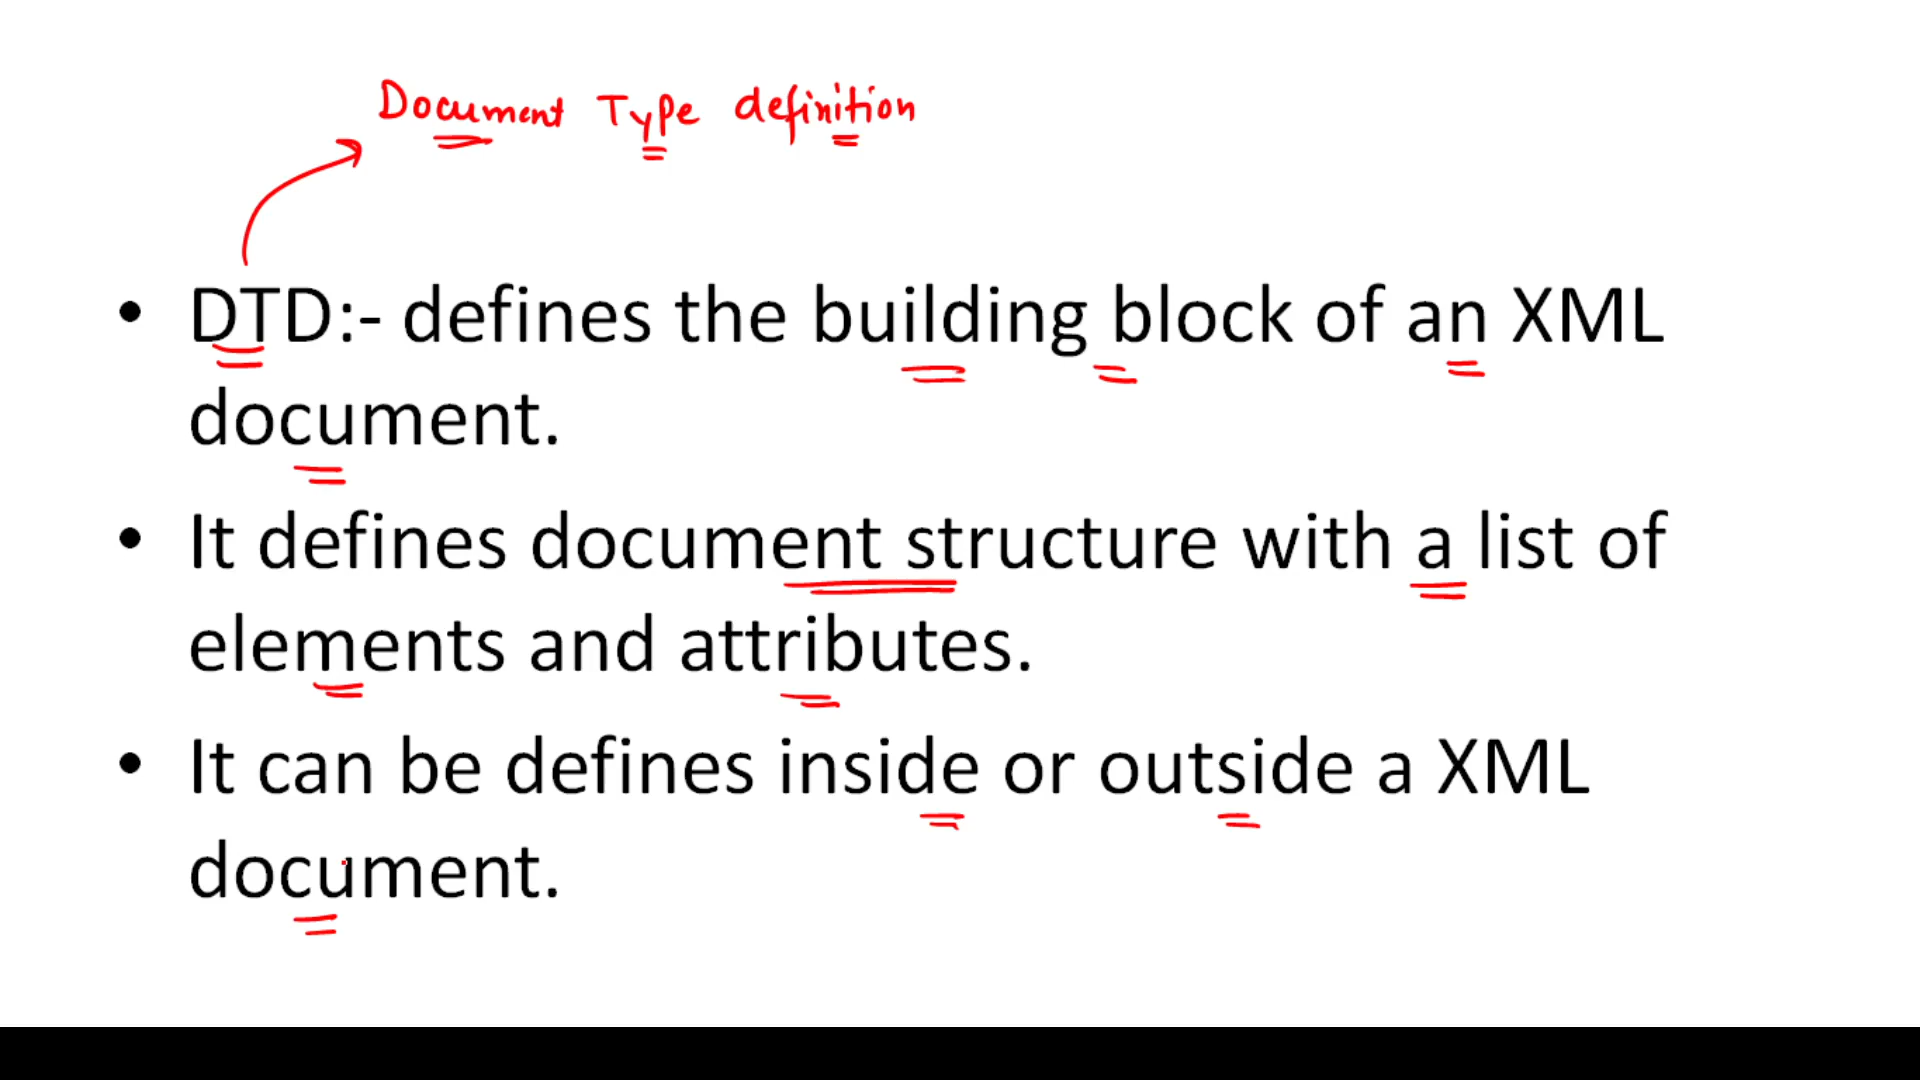 Document Type definition
• DTD:- defines the building block of an XML
document.
• It defines document structure with a list of
elements and attributes.
• It can be defines inside or outside a XML
document.